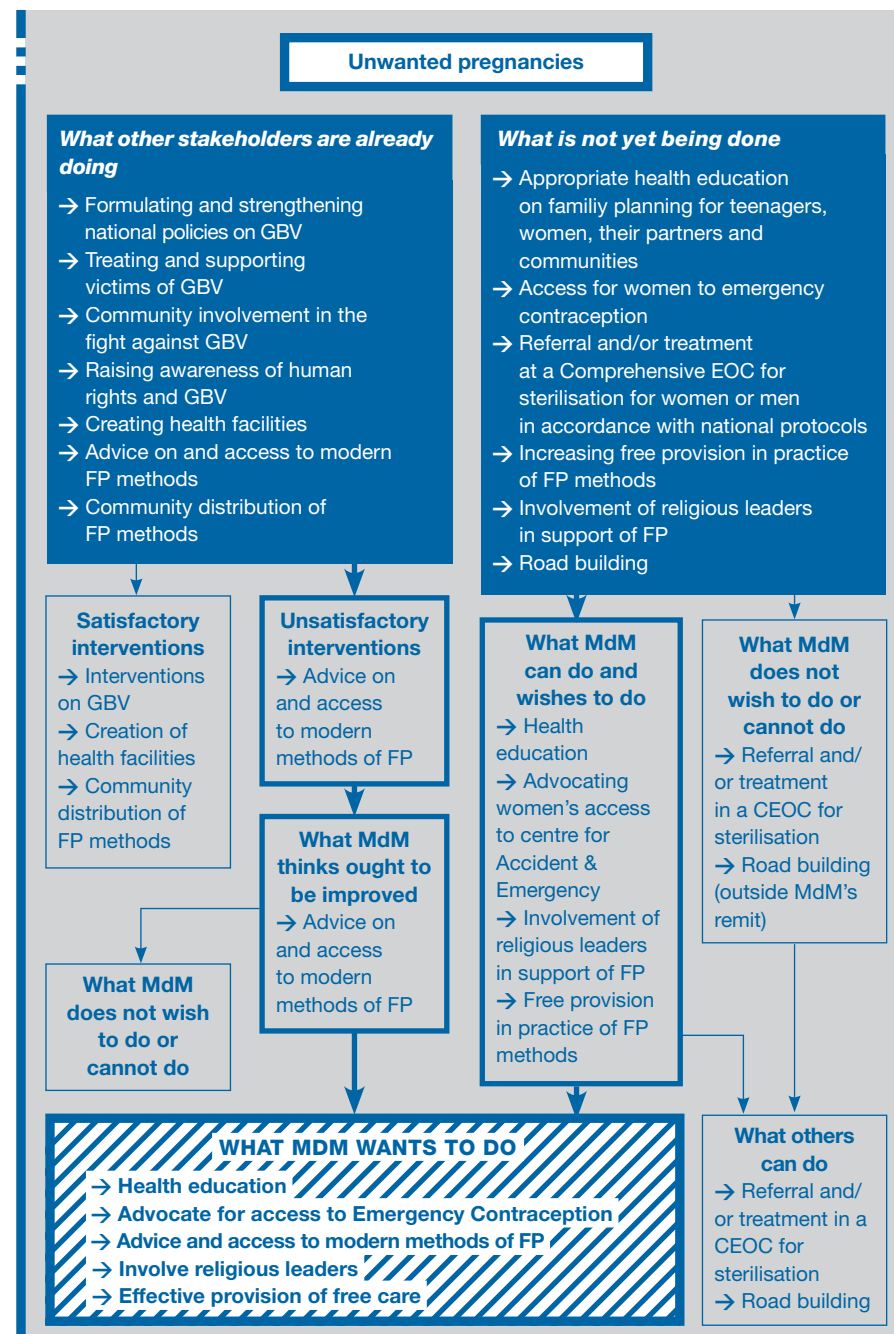 Unwanted pregnancies
What other stakeholders are already
doing
→ Formulating and strengthening
national policies on GBV
→ Treating and supporting
victims of GBV
→ Community involvement in the
fight against GBV
→ Raising awareness of human
rights and GBV
→ Creating health facilities
→ Advice on and access to modern
FP methods
→ Community distribution of
FP methods
What is not yet being done
→ Appropriate health education
on familiy planning for teenagers,
women, their partners and
communities
→ Access for women to emergency
contraception
→ Referral and/or treatment
at a Comprehensive EOC for
sterilisation for women or men
in accordance with national protocols
→ Increasing free provision in practice
of FP methods
→ Involvement of religious leaders
in support of FP
→ Road building
Satisfactory
interventions
→ Interventions
on GBV
→ Creation of
health facilities
→ Community
distribution of
FP methods
Unsatisfactory
interventions
→ Advice on
and access
to modern
methods of FP
What MdM
can do and
wishes to do
→ Health
education
→ Advocating
women's access
to centre for
Accident &
Emergency
→ Involvement of
religious leaders
in support of FP
→ Free provision
in practice of FP
methods
What MdM
does not
wish to do or
cannot do
→ Referral and/
or treatment
in a CEOC for
sterilisation
→ Road building
(outside MdM's
remit)
What MdM
thinks ought to
be improved
→ Advice on
and access
to modern
methods of FP
What MdM
does not wish
to do or
cannot do
WHAT MDM WANTS TO DO
→ Health education
→ Advocate for access to Emergency Contraception
→ Advice and access to modern methods of FP
→ Involve religious leaders
→ Effective provision of free care
What others
can do
→ Referral and/
or treatment in a
CEOC for
sterilisation
→ Road building